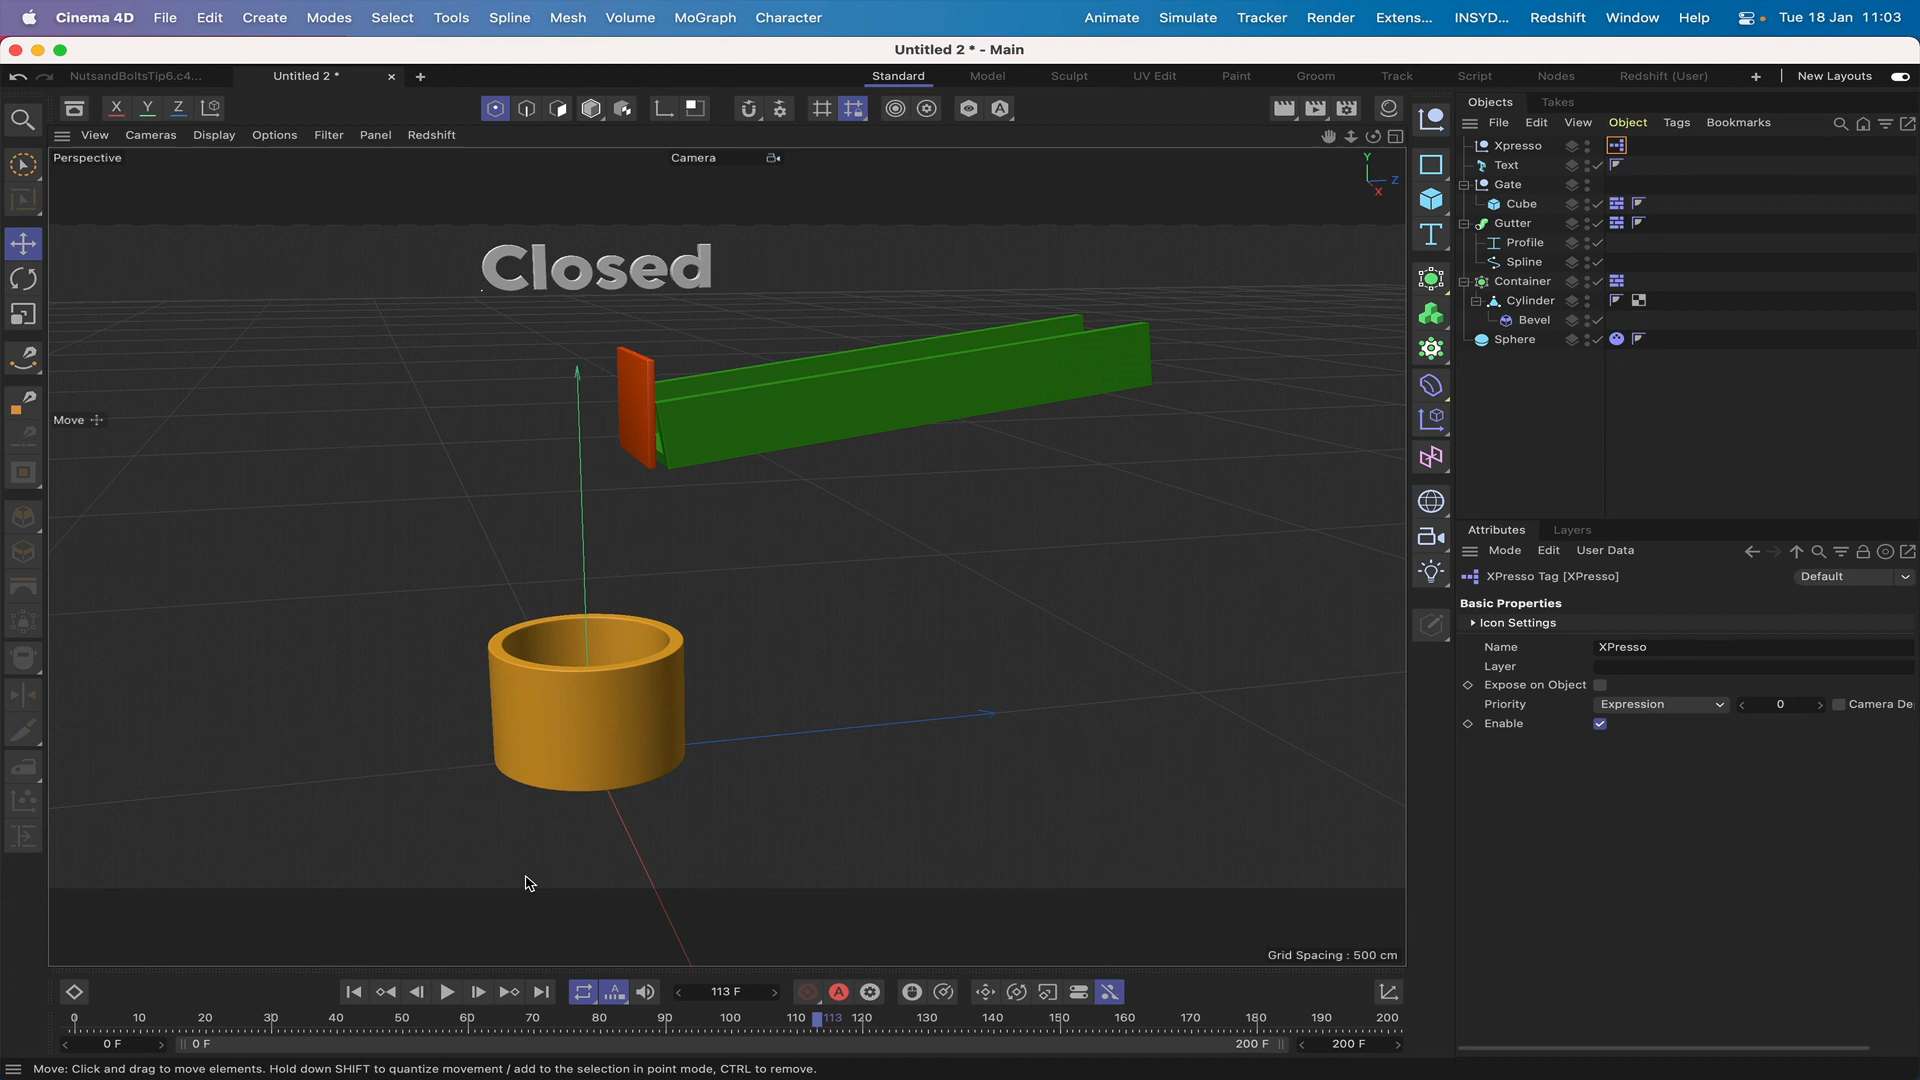 Cinema 4D File Edit Create Modes Select Tools Spline Mesh Volume MoGraph Character Animate Simulate Tracker Render Extens... INSYD... Redshift Window Help Tue 18 Jan 11:03
Untitled 2 * - Main
NutsandBoltsTip6.c4... Untitled 2 * Standard Model Sculpt UV Edit Paint Groom Track Script Nodes Redshift (User) New Layouts
X Y Z
View Cameras Display Options Filter Panel Redshift
Perspective Camera
Y
Z
X
Closed
Move
Grid Spacing : 500 cm
Objects Takes
File Edit View Object Tags Bookmarks
Xpresso
Text
Gate
Cube
Gutter
Profile
Spline
Container
Cylinder
Bevel
Sphere
Attributes Layers
Mode Edit User Data
XPresso Tag [XPresso] Default
Basic Properties
Icon Settings
Name XPresso
Layer
Expose on Object
Priority Expression 0 Camera De
Enable
113 F
0 10 20 30 40 50 60 70 80 90 100 110 113 120 130 140 150 160 170 180 190 200
0 F 0 F 200 F 200 F
Move: Click and drag to move elements. Hold down SHIFT to quantize movement / add to the selection in point mode, CTRL to remove.